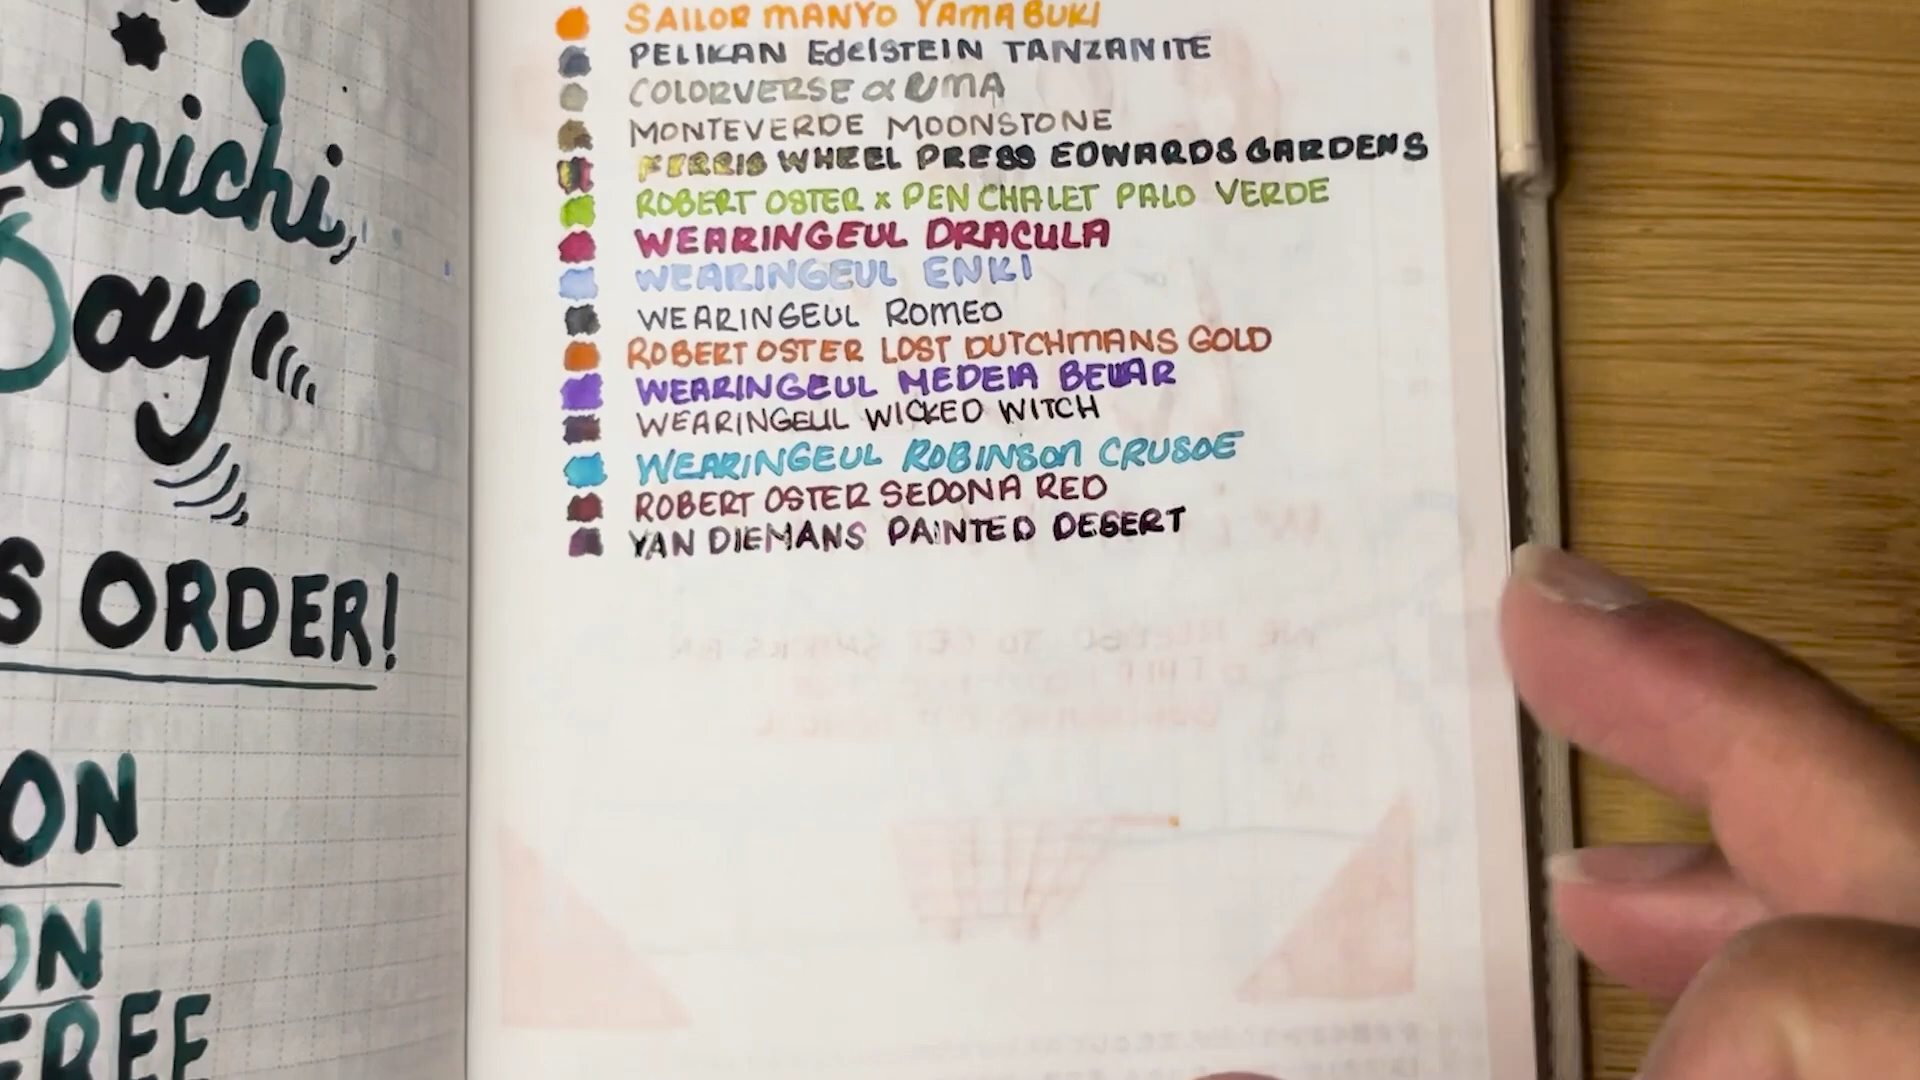 onichi,
Day
S ORDER!
ON
ON
FREE
SAILOR MANYO YAMABUKI
PELIKAN EdelSTEIN TANZANITE
COLORVERSE α UMA
MONTEVERDE MOONSTONE
FERRIS WHEEL PRESS EDWARDS GARDENS
ROBERT OSTER x PEN CHALET PALO VERDE
WEARINGEUL DRACULA
WEARINGEUL ENKI
WEARINGEUL ROMEO
ROBERT OSTER LOST DUTCHMANS GOLD
WEARINGEUL MEDEIA
WEARINGEUL WICKED WITCH
WEARINGEUL ROBINSON CRUSOE
ROBERT OSTER SEDONA RED
VAN DIEMANS PAINTED DESERT